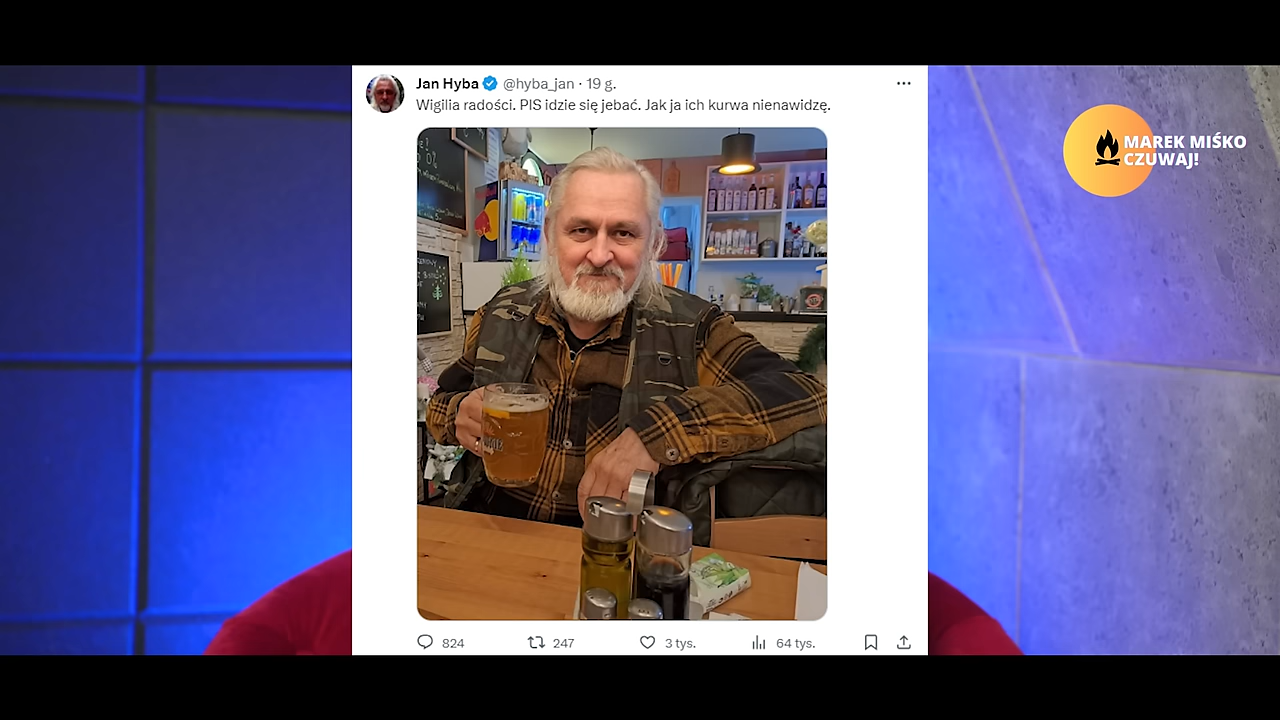 Jan Hyba @hyba_jan · 19 g.
Wigilia radości. PIS idzie się jebać. Jak ja ich kurwa nienawidzę.
MAREK MIŚKO
CZUWAJ!
824 247 3 tys. 64 tys.